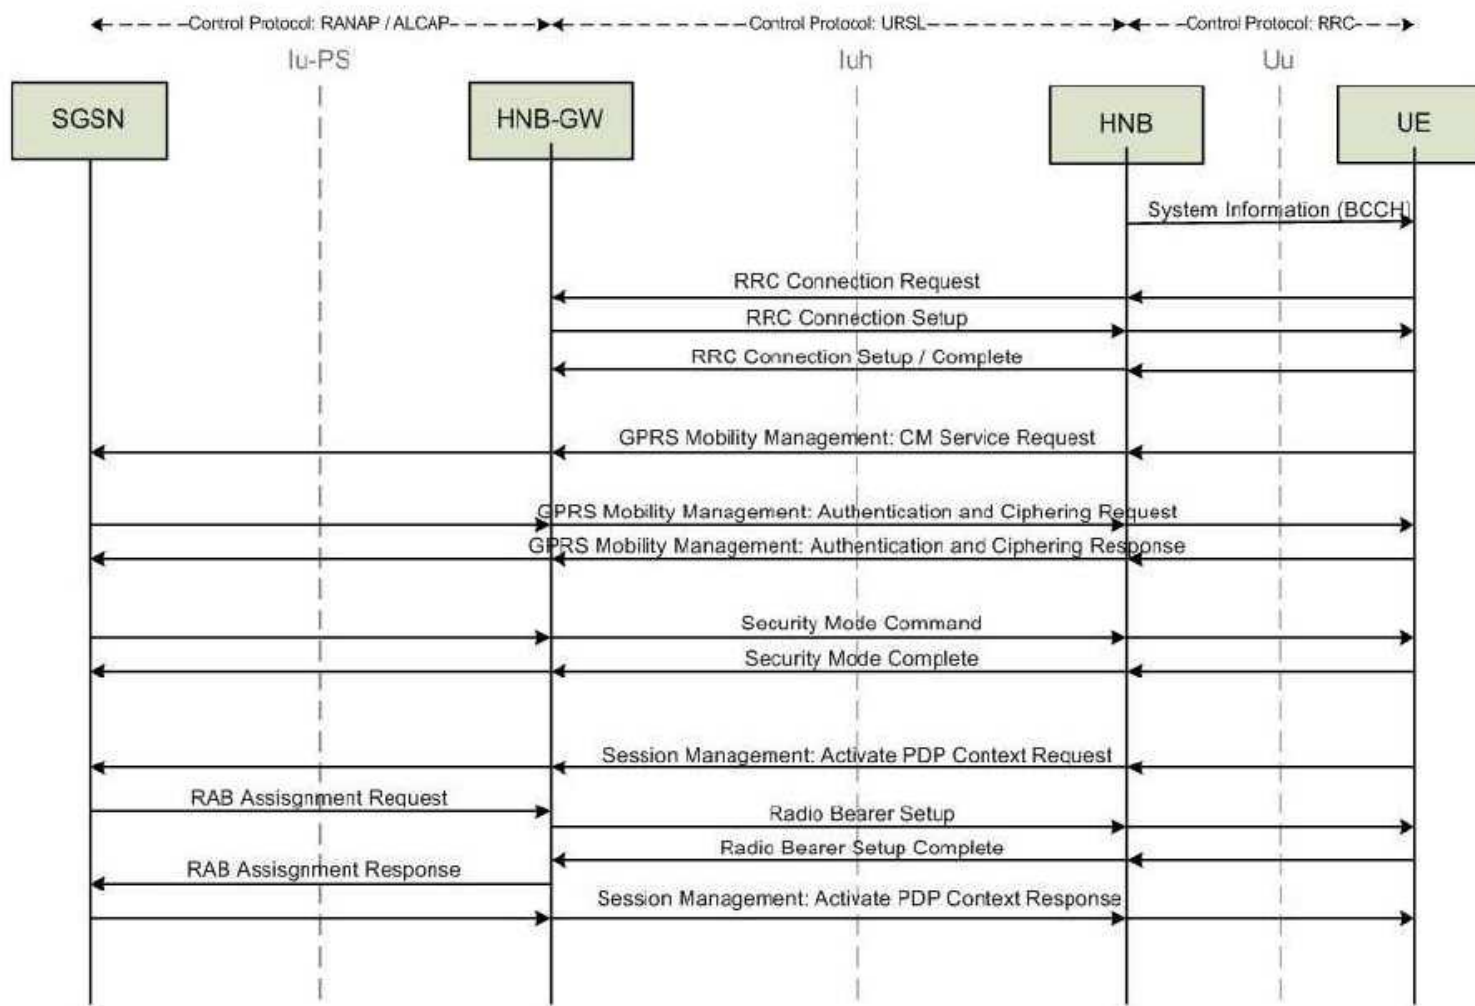 Control Protocol: RANAP / ALCAP
Control Protocol: URSL
Control Protocol: RRC
Iu-PS
Iuh
Uu
SGSN
HNB-GW
HNB
UE
System Information (BCCH)
RRC Connection Request
RRC Connection Setup
RRC Connection Setup / Complete
GPRS Mobility Management: CM Service Request
GPRS Mobility Management: Authentication and Ciphering Request
GPRS Mobility Management: Authentication and Ciphering Response
Security Mode Command
Security Mode Complete
Session Management: Activate PDP Context Request
RAB Assisgnment Request
Radio Bearer Setup
Radio Bearer Setup Complete
RAB Assisgnment Response
Session Management: Activate PDP Context Response